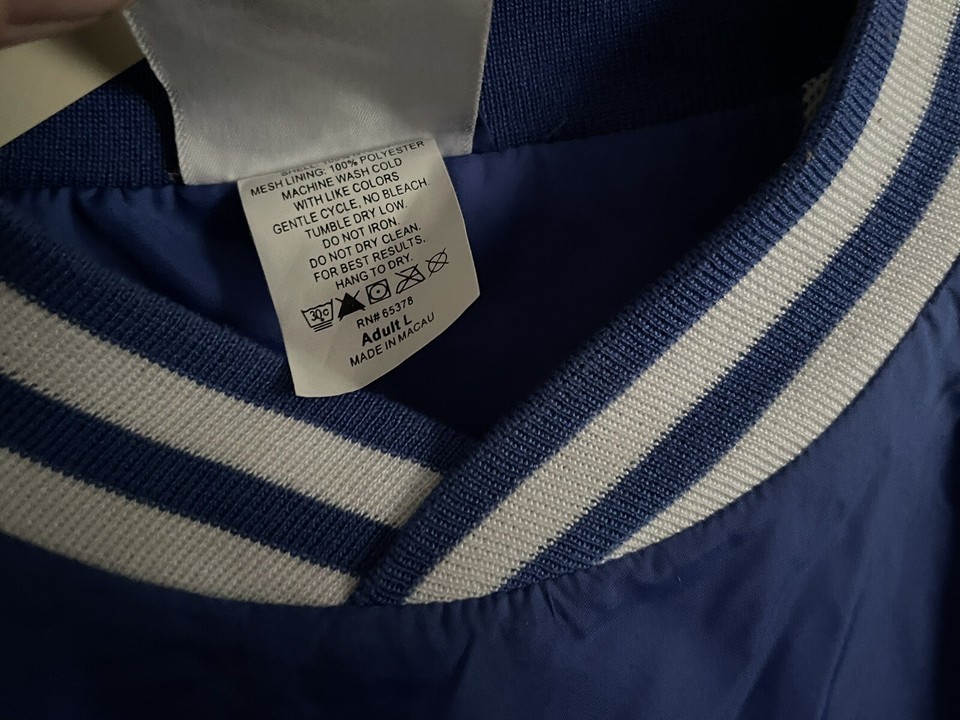 MESH LINING: 100% POLYESTER
MACHINE WASH COLD
WITH LIKE COLORS
GENTLE CYCLE, NO BLEACH.
TUMBLE DRY LOW.
DO NOT IRON.
DO NOT DRY CLEAN.
FOR BEST RESULTS,
HANG TO DRY.
30c
RN# 65378
Adult L
MADE IN MACAU